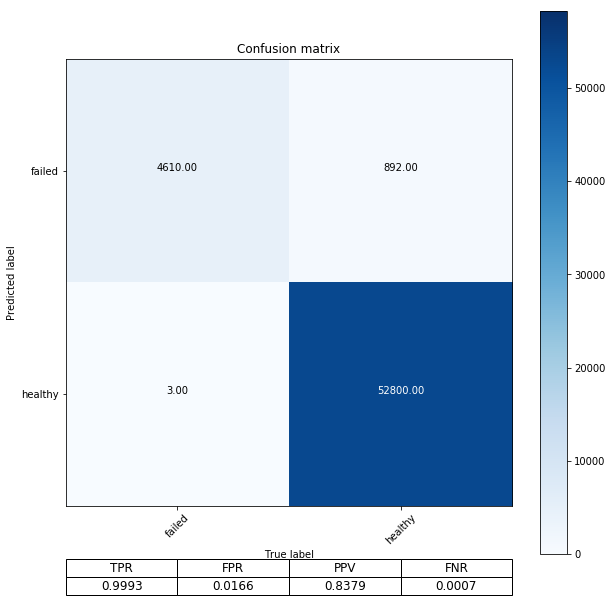 Confusion matrix
failed
4610.00
892.00
Predicted label
healthy
3.00
52800.00
failed
healthy
True label
TPR FPR PPV FNR
0.9993 0.0166 0.8379 0.0007
50000
40000
30000
20000
10000
0